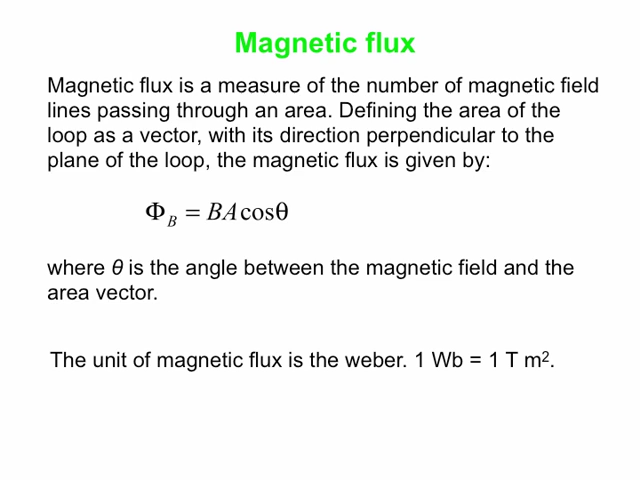 Magnetic flux
Magnetic flux is a measure of the number of magnetic field
lines passing through an area. Defining the area of the
loop as a vector, with its direction perpendicular to the
plane of the loop, the magnetic flux is given by:
Φ_B = BA cosθ
where θ is the angle between the magnetic field and the
area vector.
The unit of magnetic flux is the weber. 1 Wb = 1 T m².